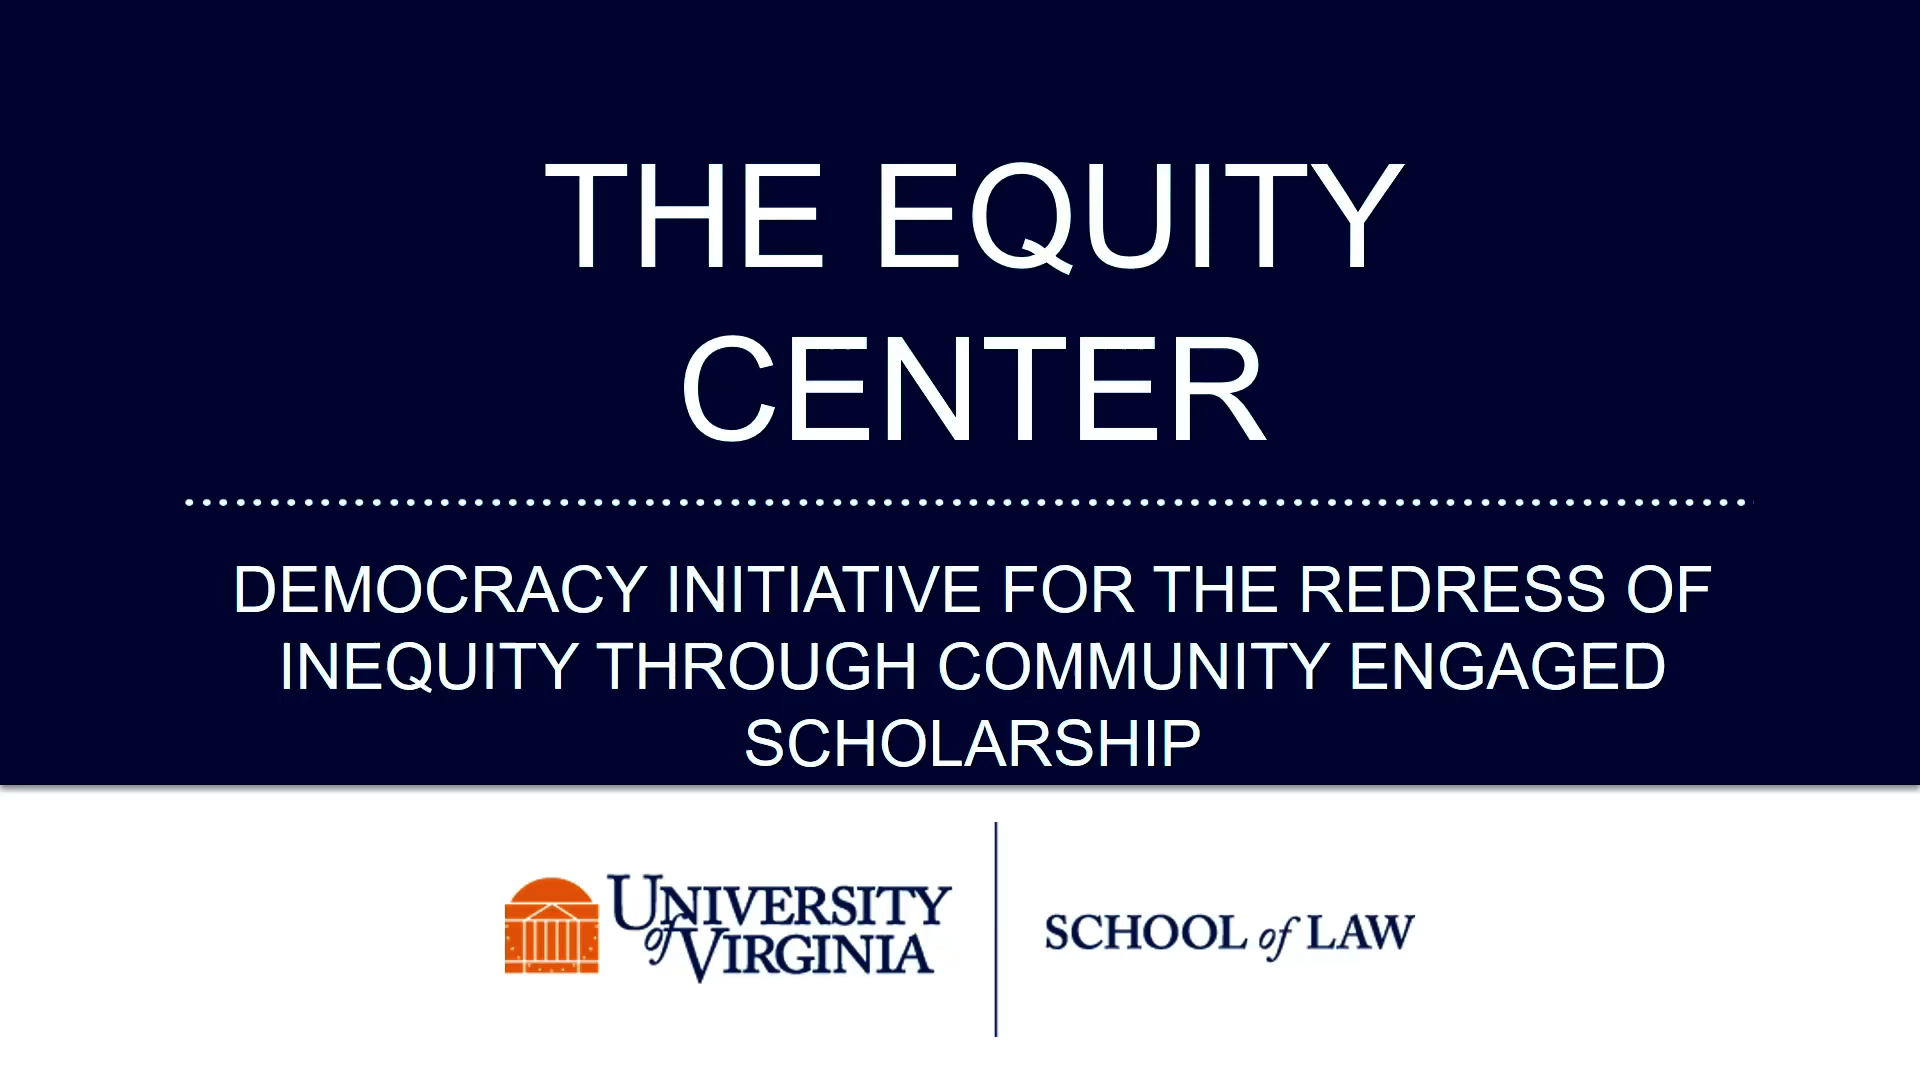 THE EQUITY
CENTER
DEMOCRACY INITIATIVE FOR THE REDRESS OF
INEQUITY THROUGH COMMUNITY ENGAGED
SCHOLARSHIP
UNIVERSITY
of VIRGINIA
SCHOOL of LAW